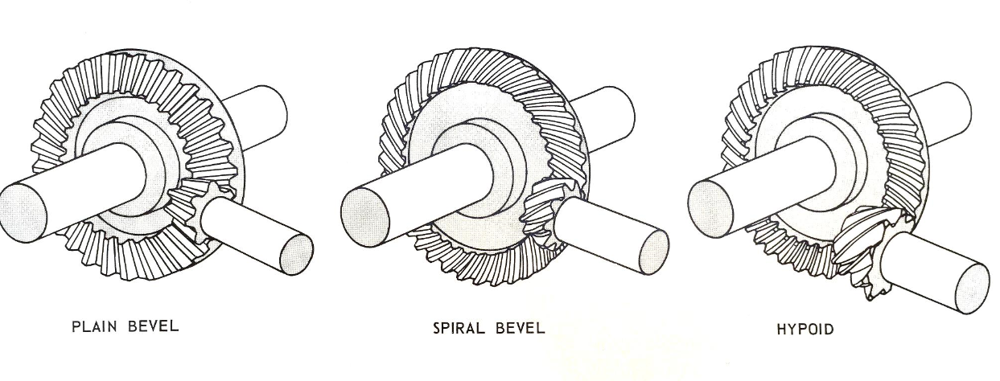 PLAIN BEVEL
SPIRAL BEVEL
HYPOID